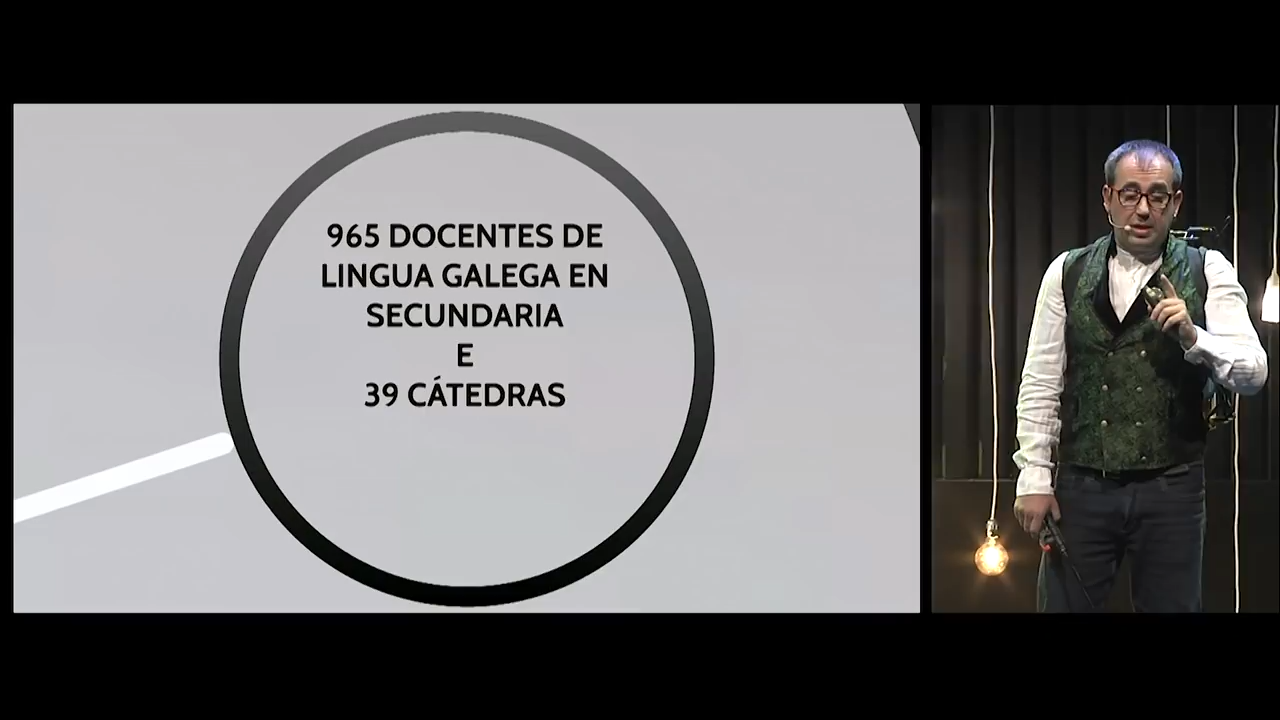 965 DOCENTES DE
LINGUA GALEGA EN
SECUNDARIA
E
39 CÁTEDRAS